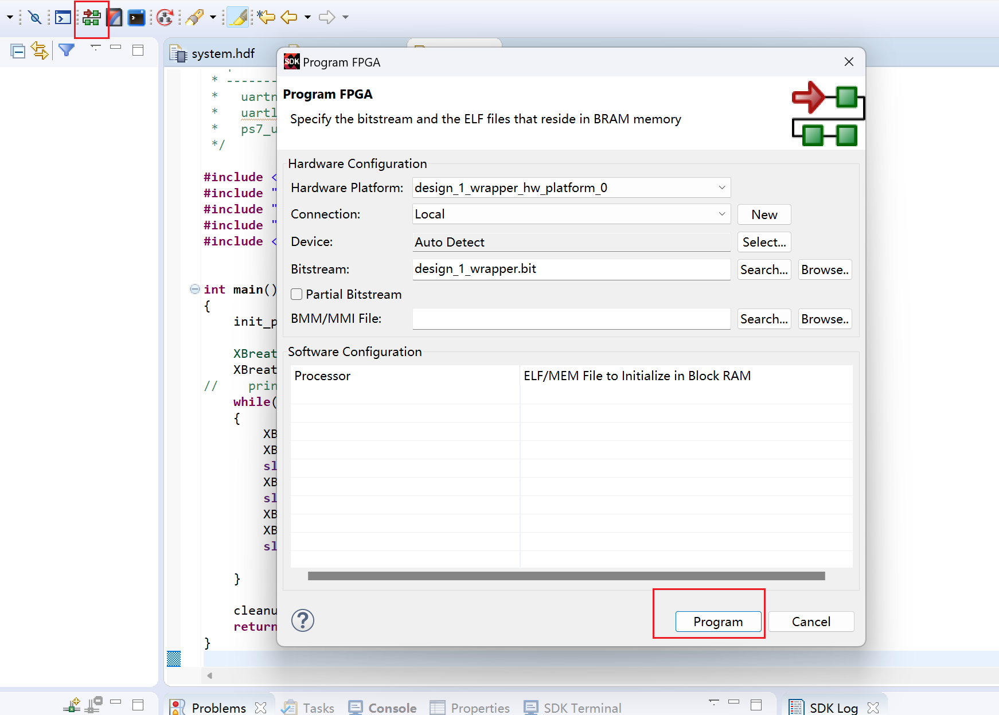 system.hdf
* -------
* uartn
* uartl
* ps7_u
*/
#include <
#include "
#include "
#include "
#include <
int main()
{
init_p
XBreat
XBreat
// prin
while(
{
XB
XB
sl
XB
sl
XB
XB
sl
}
cleanu
return
}
SDK Program FPGA
Program FPGA
Specify the bitstream and the ELF files that reside in BRAM memory
Hardware Configuration
Hardware Platform: design_1_wrapper_hw_platform_0
Connection: Local New
Device: Auto Detect Select...
Bitstream: design_1_wrapper.bit Search... Browse..
Partial Bitstream
BMM/MMI File: Search... Browse..
Software Configuration
Processor ELF/MEM File to Initialize in Block RAM
? Program Cancel
Problems Tasks Console Properties SDK Terminal SDK Log